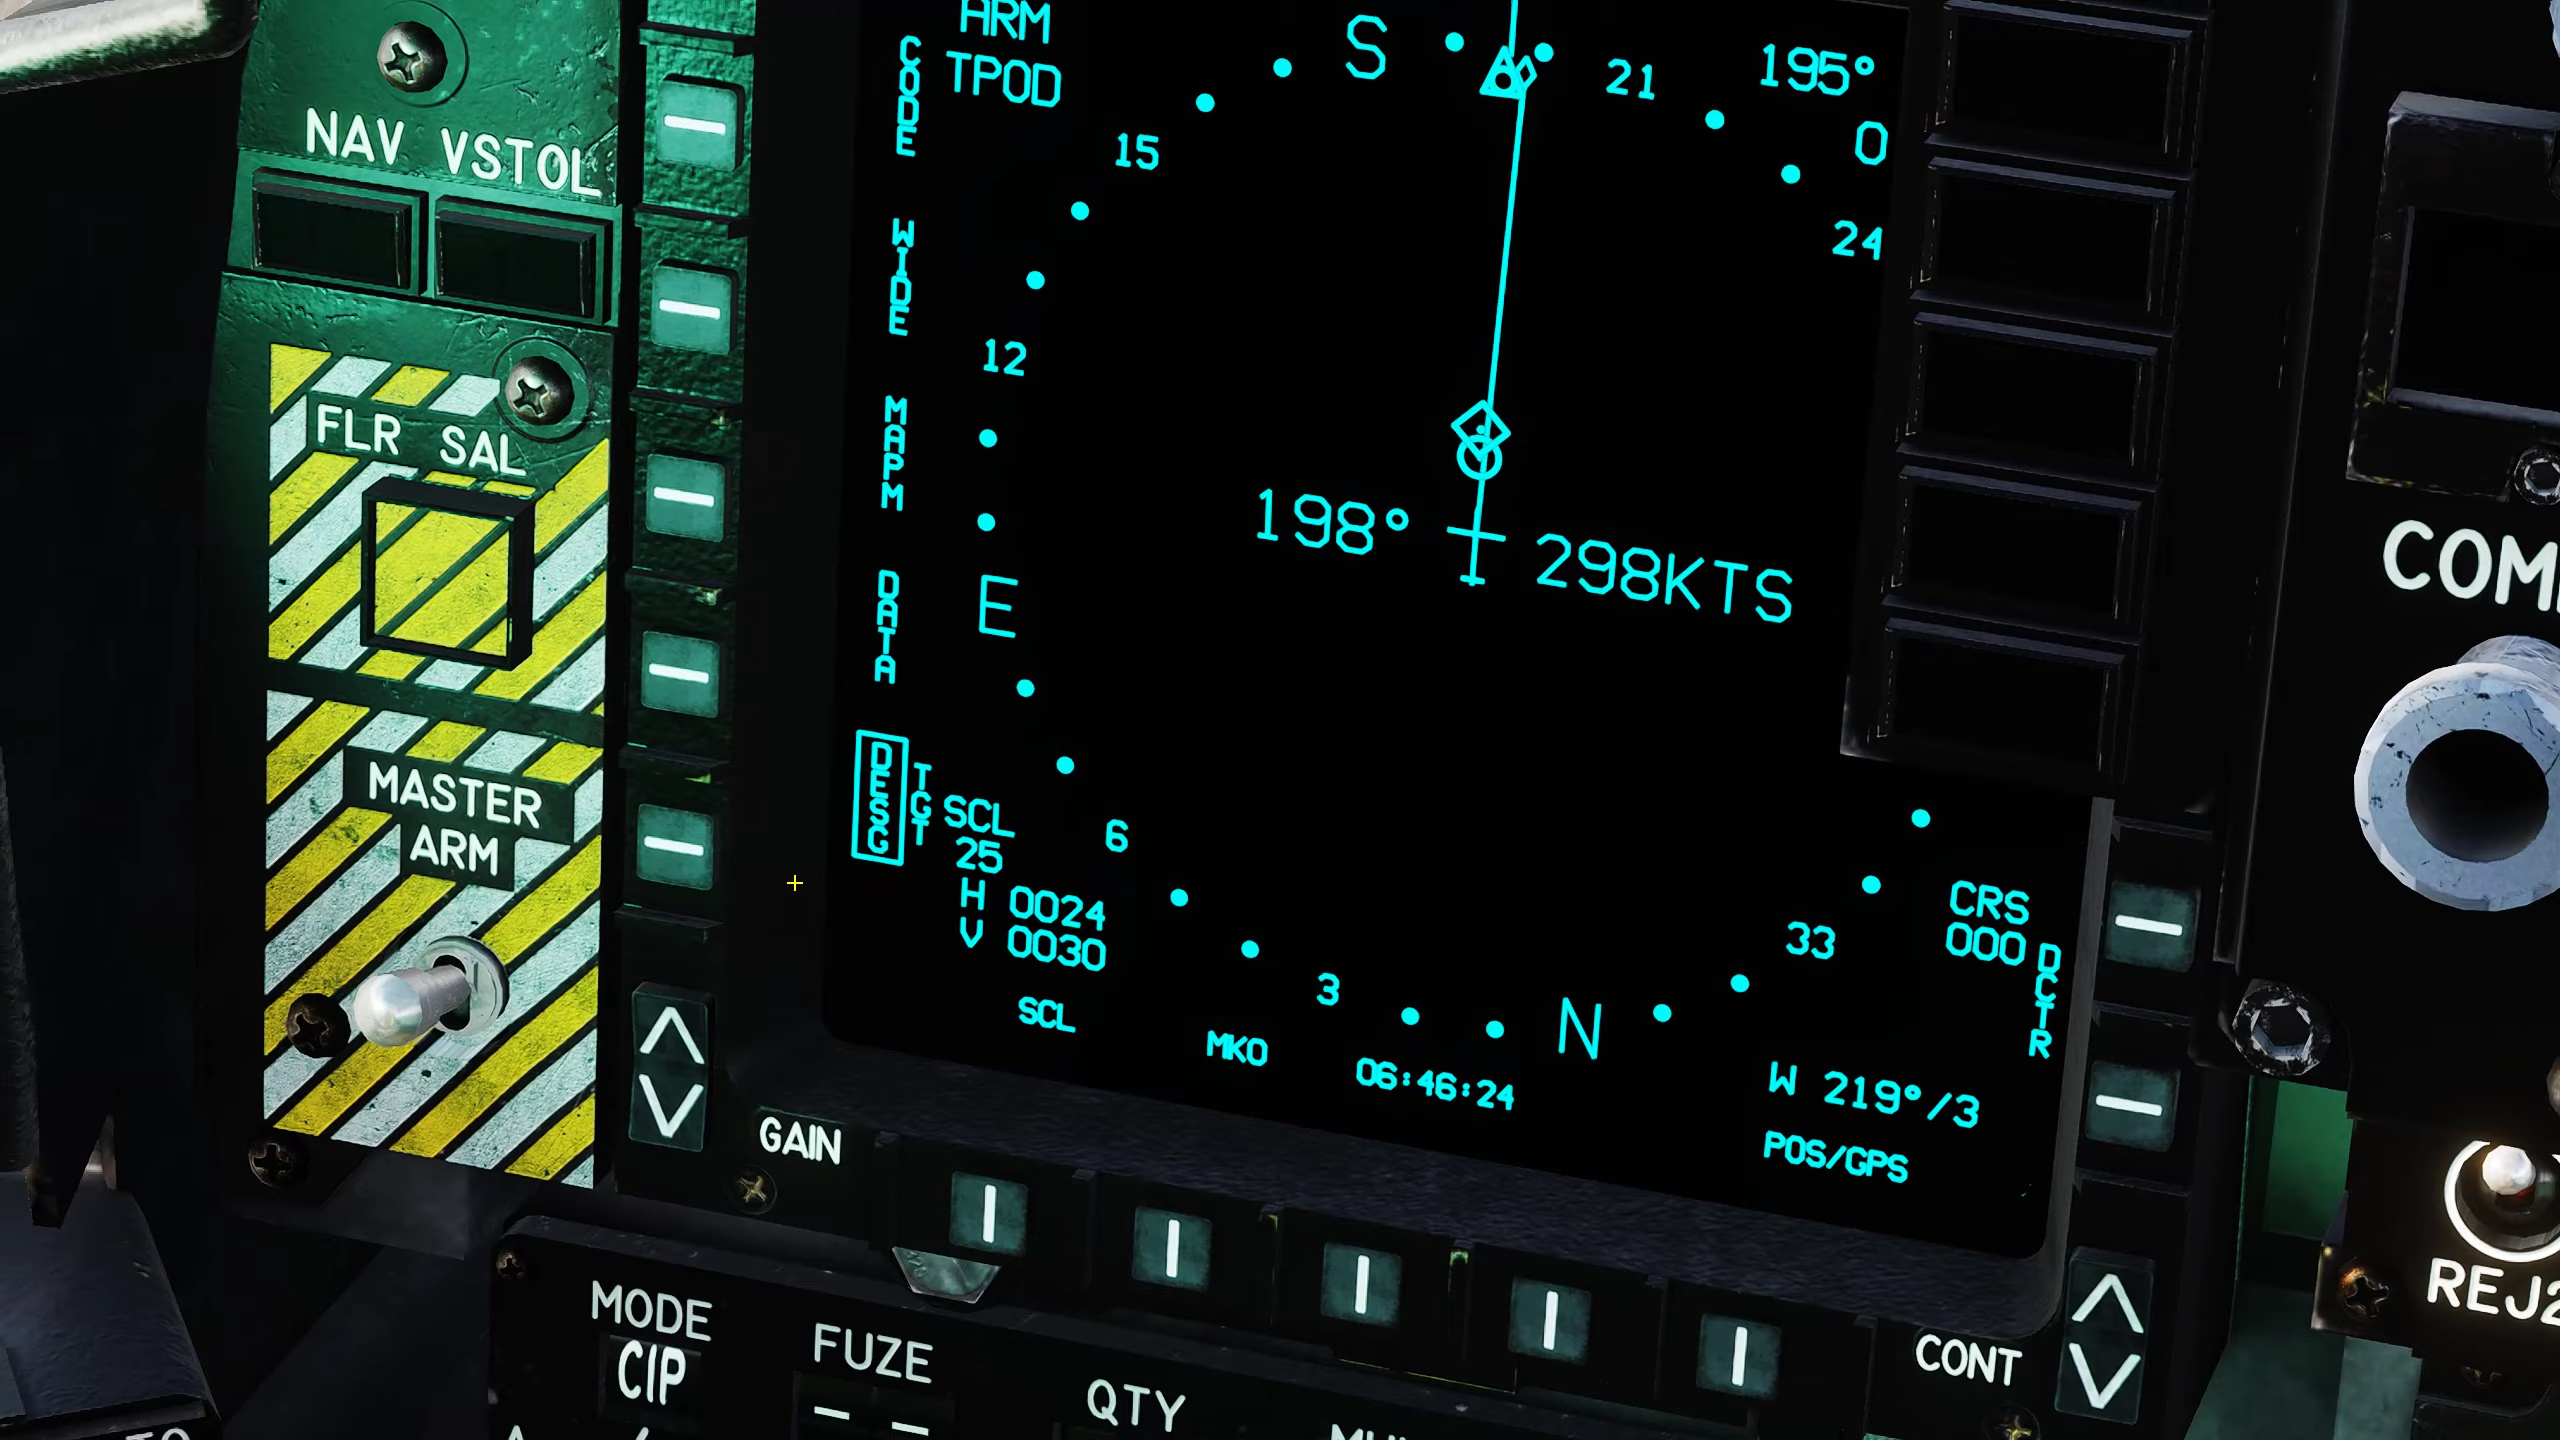 ARM
TPOD
CODE
S
21
195°
0
15
24
NAV VSTOL
WIDE
12
MAPM
FLR SAL
198°
298KTS
COM
DATA
E
MASTER
ARM
DESG
TGT
SCL
25
6
H 0024
V 0030
CRS
000
33
DCTR
3
N
SCL
MKO
06:46:24
W 219°/3
POS/GPS
GAIN
REJ2
MODE
CIP
FUZE
– –
QTY
CONT